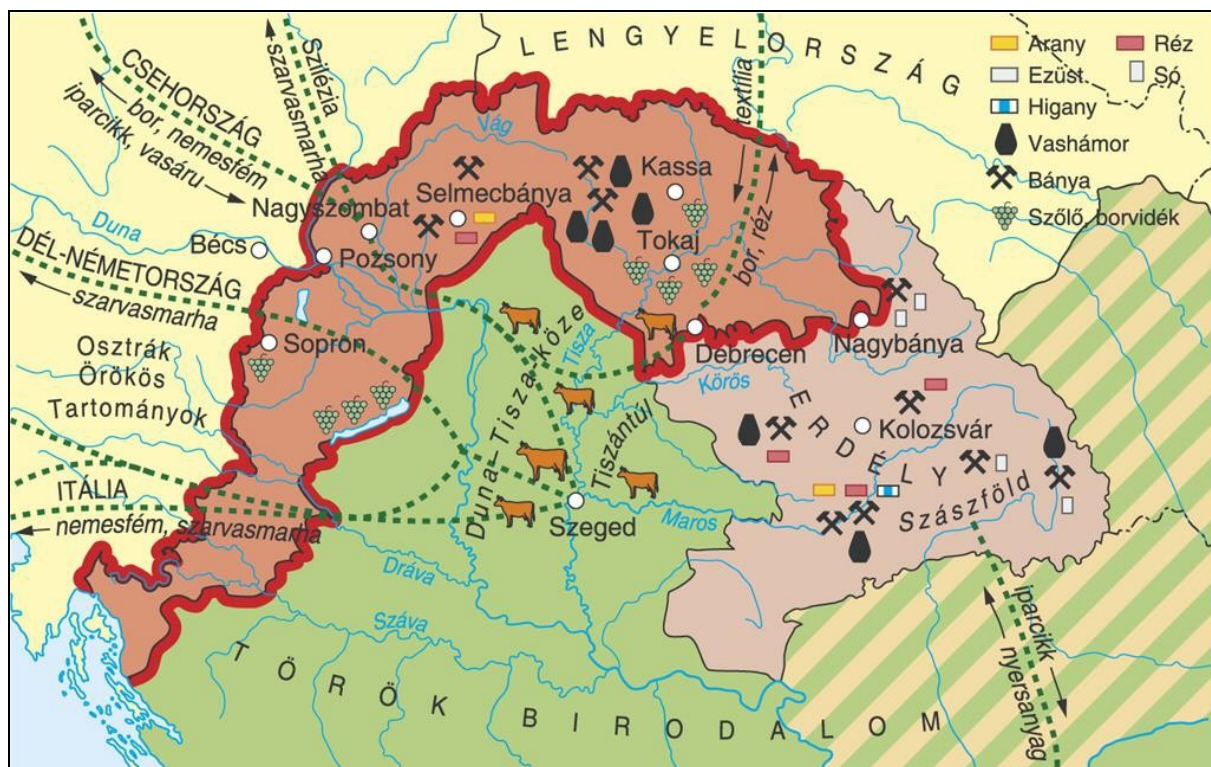 LENGYELORSZÁG
Arany
Réz
Ezüst
Só
Higany
Vashámor
Bánya
Szőlő, borvidék
CSEHORSZÁG
bor, nemesfém
iparcikk, vasáru
Szilézia
szarvasmarha
textília
bor, réz
Vág
Kassa
Selmecbánya
Nagyszombat
Duna
Bécs
Pozsony
Tokaj
DÉL-NÉMETORSZÁG
szarvasmarha
Sopron
Osztrák
Örökös
Tartományok
Duna–Tisza köze
Tisza
Tiszántúl
Debrecen
Nagybánya
Körös
ERDÉLY
Kolozsvár
Szászföld
ITÁLIA
nemesfém, szarvasmarha
Szeged
Maros
Dráva
Száva
iparcikk
nyersanyag
TÖRÖK BIRODALOM